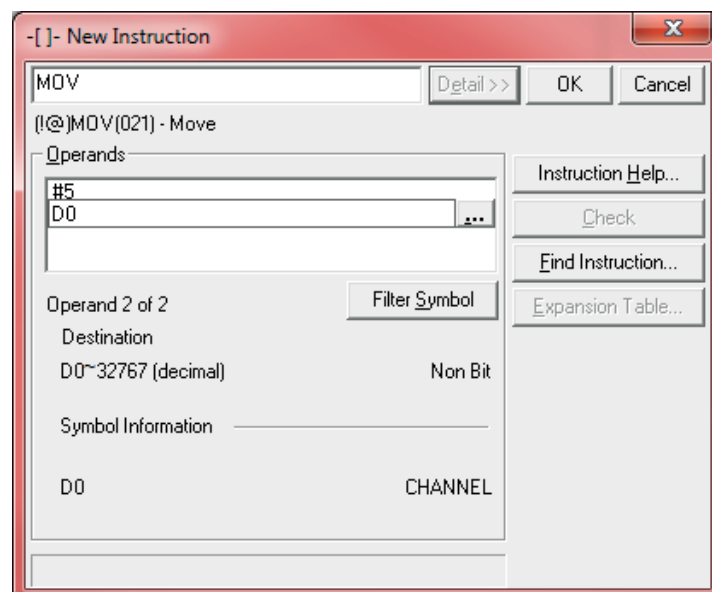 -[ ]- New Instruction
MOV
Detail >>
OK
Cancel
(!@)MOV(021) - Move
Operands
#5
D0
...
Instruction Help...
Check
Find Instruction...
Expansion Table...
Operand 2 of 2
Filter Symbol
Destination
D0~32767 (decimal)
Non Bit
Symbol Information
D0
CHANNEL